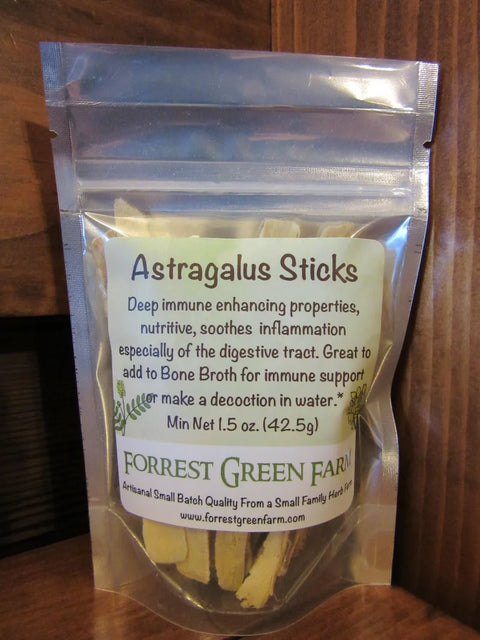 Astragalus Sticks
Deep immune enhancing properties,
nutritive, soothes inflammation
especially of the digestive tract. Great to
add to Bone Broth for immune support
or make a decoction in water.*
Min Net 1.5 oz. (42.5g)
FORREST GREEN FARM
Artisanal Small Batch Quality From a Small Family Herb Farm
www.forrestgreenfarm.com